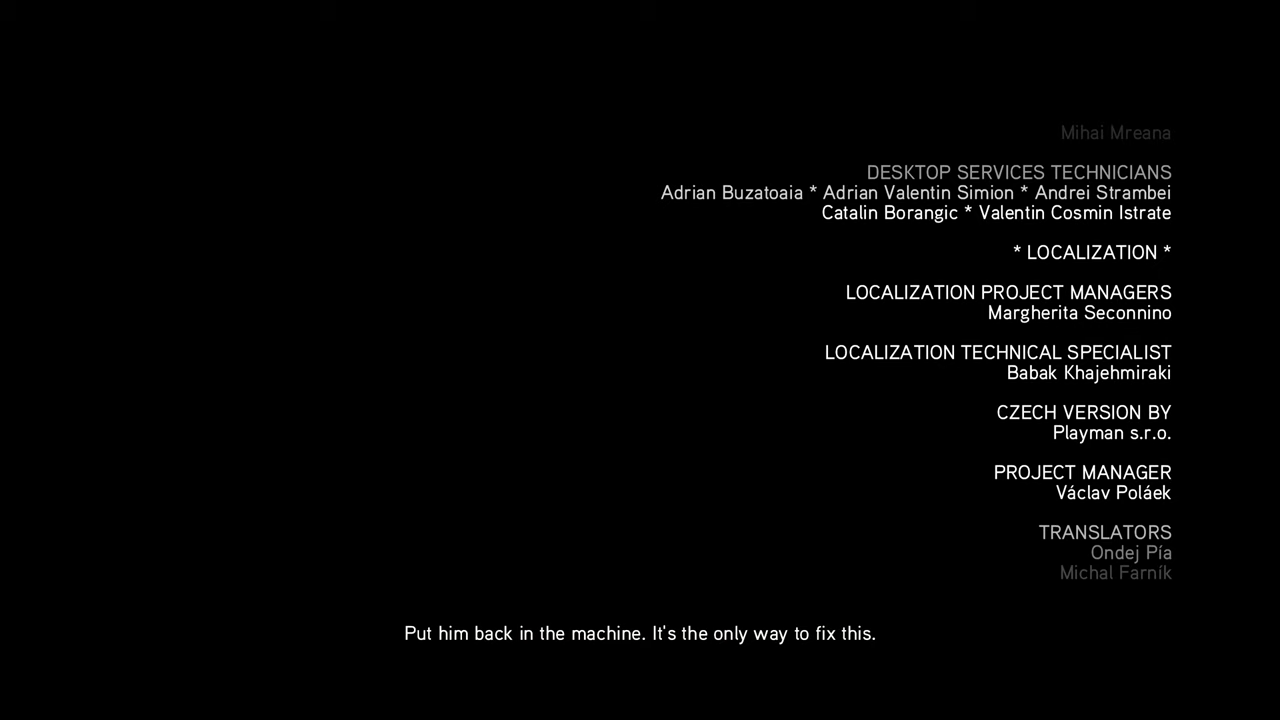 Mihai Mreana
DESKTOP SERVICES TECHNICIANS
Adrian Buzatoaia * Adrian Valentin Simion * Andrei Strambei
Catalin Borangic * Valentin Cosmin Istrate
* LOCALIZATION *
LOCALIZATION PROJECT MANAGERS
Margherita Seconnino
LOCALIZATION TECHNICAL SPECIALIST
Babak Khajehmiraki
CZECH VERSION BY
Playman s.r.o.
PROJECT MANAGER
Václav Poláek
TRANSLATORS
Ondej Pía
Michal Farník
Put him back in the machine. It's the only way to fix this.